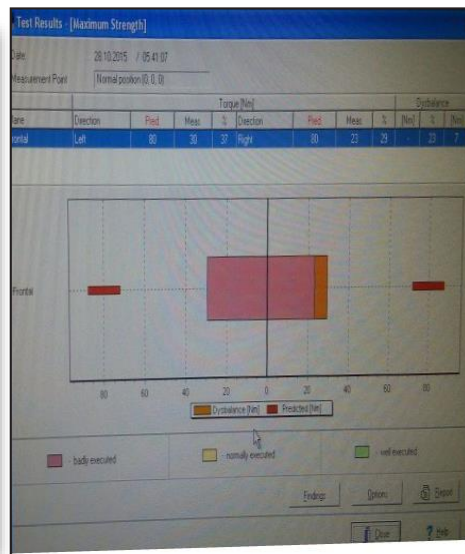 Test Results - [Maximum Strength]
Date 28.10.2015 / 05:41:07
Measurement Point Normal position (0, 0, 0)
Torque [Nm] Dysbalance
Direction Pred. Meas. % Direction Pred. Meas. % [Nm] % [Nm]
Left 80 30 37 Right 80 23 29 - 23 7
Frontal
80 60 40 20 0 20 40 60 80
Dysbalance [Nm] Predicted [Nm]
- badly executed - normally executed - well executed
Findings Options Report
Close ? Help